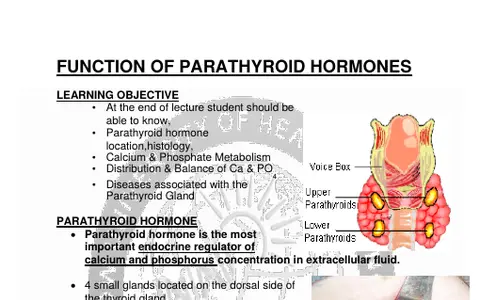 FUNCTION OF PARATHYROID HORMONES
LEARNING OBJECTIVE
• At the end of lecture student should be
able to know,
• Parathyroid hormone
location,histology,
• Calcium & Phosphate Metabolism
• Distribution & Balance of Ca & PO
4
• Diseases associated with the
Parathyroid Gland
Voice Box
Upper
Parathyroids
Lower
Parathyroids
PARATHYROID HORMONE
• Parathyroid hormone is the most
important endocrine regulator of
calcium and phosphorus concentration in extracellular fluid.
• 4 small glands located on the dorsal side of
the thyroid gland